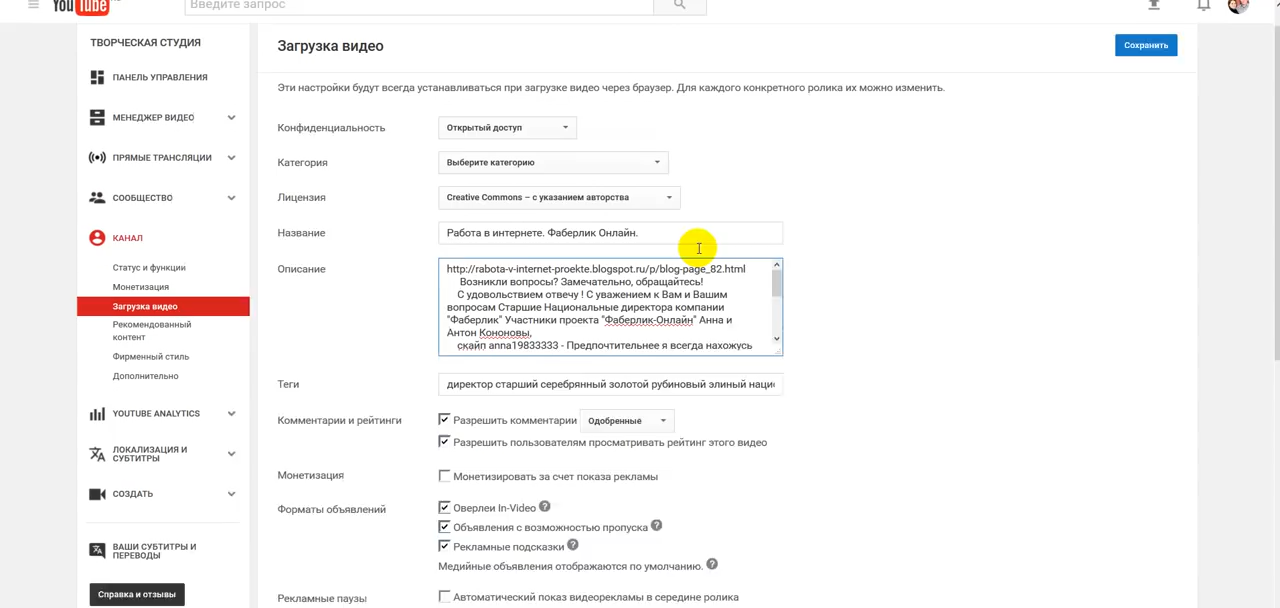 YouTube
Введите запрос
ТВОРЧЕСКАЯ СТУДИЯ
ПАНЕЛЬ УПРАВЛЕНИЯ
МЕНЕДЖЕР ВИДЕО
ПРЯМЫЕ ТРАНСЛЯЦИИ
СООБЩЕСТВО
КАНАЛ
Статус и функции
Монетизация
Загрузка видео
Рекомендованный
контент
Фирменный стиль
Дополнительно
YOUTUBE ANALYTICS
ЛОКАЛИЗАЦИЯ И
СУБТИТРЫ
СОЗДАТЬ
ВАШИ СУБТИТРЫ И
ПЕРЕВОДЫ
Справка и отзывы
Загрузка видео
Сохранить
Эти настройки будут всегда устанавливаться при загрузке видео через браузер. Для каждого конкретного ролика их можно изменить.
Конфиденциальность Открытый доступ
Категория Выберите категорию
Лицензия Creative Commons – с указанием авторства
Название Работа в интернете. Фаберлик Онлайн.
Описание http://rabota-v-internet-proekte.blogspot.ru/p/blog-page_82.html
Возникли вопросы? Замечательно, обращайтесь!
С удовольствием отвечу ! С уважением к Вам и Вашим
вопросам Старшие Национальные директора компании
"Фаберлик" Участники проекта "Фаберлик-Онлайн" Анна и
Антон Кононовы,
скайп anna19833333 - Предпочтительнее я всегда нахожусь
Теги директор старший серебрянный золотой рубиновый элиный наци
Комментарии и рейтинги Разрешить комментарии Одобренные
Разрешить пользователям просматривать рейтинг этого видео
Монетизация Монетизировать за счет показа рекламы
Форматы объявлений Оверлеи In-Video ?
Объявления с возможностью пропуска ?
Рекламные подсказки ?
Медийные объявления отображаются по умолчанию. ?
Рекламные паузы Автоматический показ видеорекламы в середине ролика